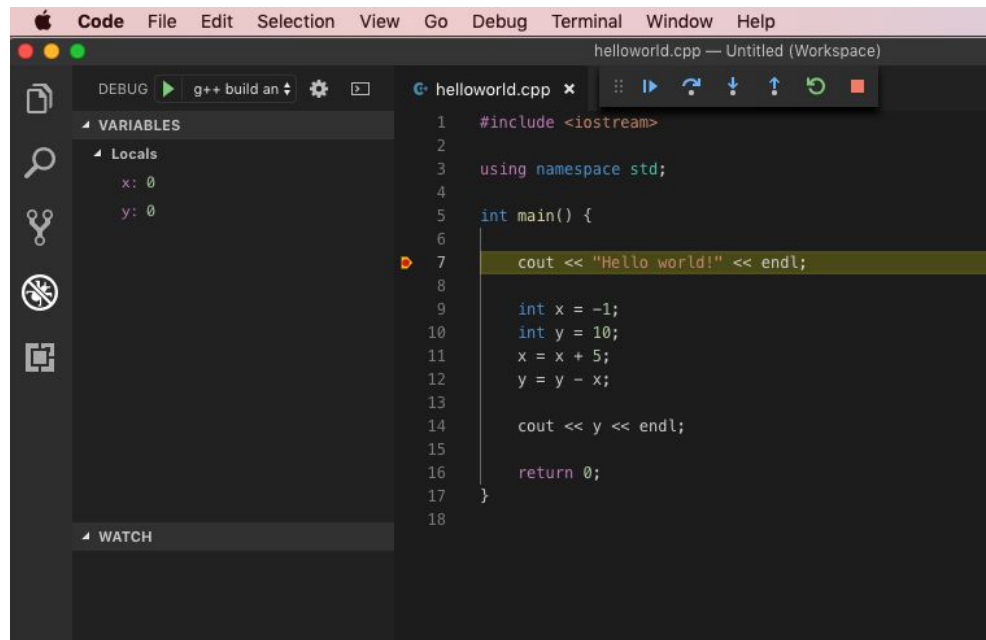 Code File Edit Selection View Go Debug Terminal Window Help
helloworld.cpp — Untitled (Workspace)
DEBUG g++ build an
VARIABLES
Locals
x: 0
y: 0
WATCH
helloworld.cpp
1 #include <iostream>
2
3 using namespace std;
4
5 int main() {
6
7 cout << "Hello world!" << endl;
8
9 int x = -1;
10 int y = 10;
11 x = x + 5;
12 y = y - x;
13
14 cout << y << endl;
15
16 return 0;
17 }
18